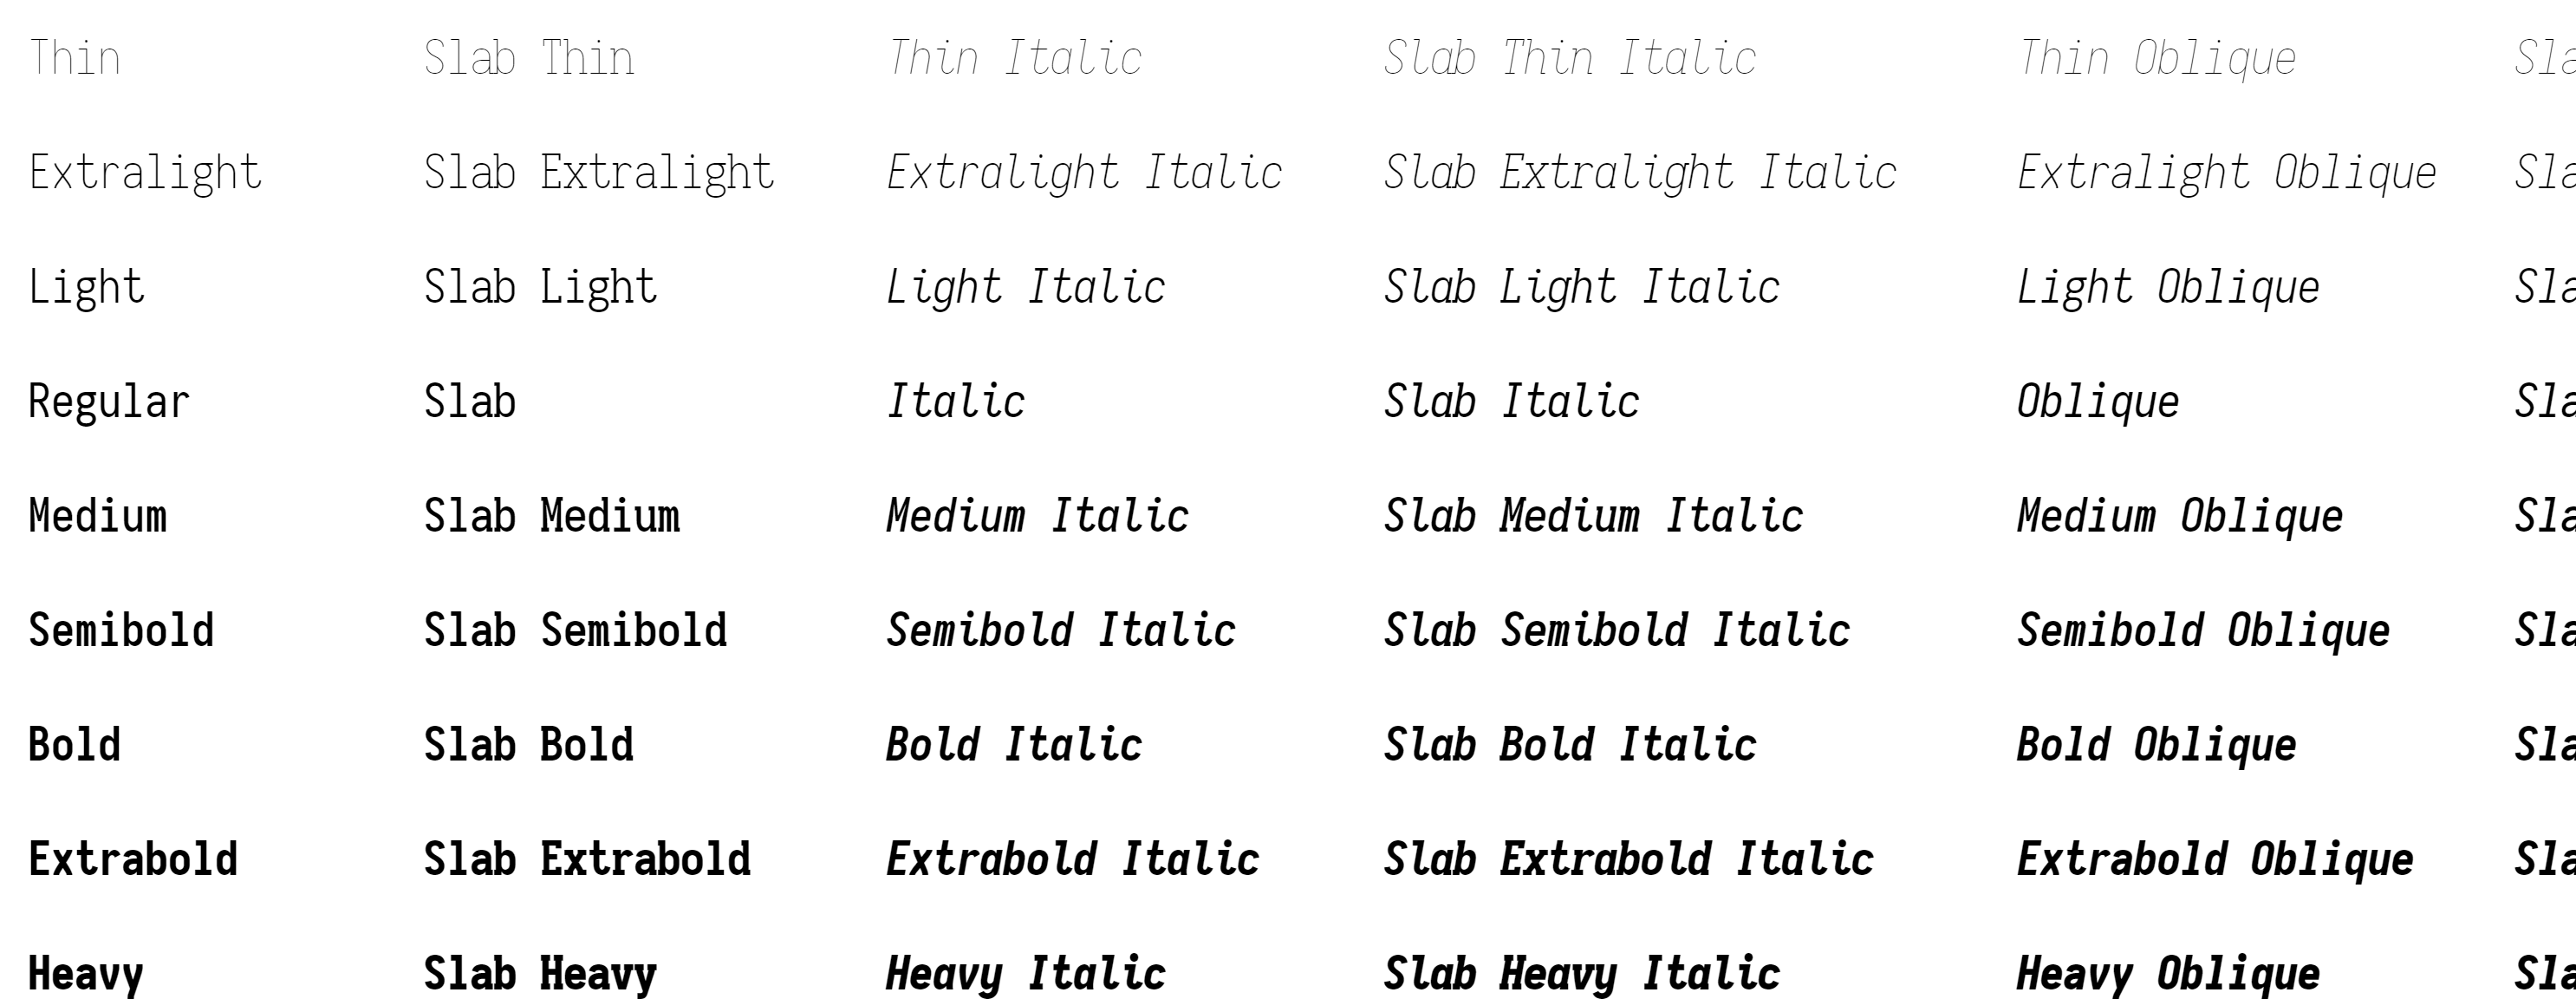 Thin Slab Thin Thin Italic Slab Thin Italic Thin Oblique Sla
Extralight Slab Extralight Extralight Italic Slab Extralight Italic Extralight Oblique Sla
Light Slab Light Light Italic Slab Light Italic Light Oblique Sla
Regular Slab Italic Slab Italic Oblique Sla
Medium Slab Medium Medium Italic Slab Medium Italic Medium Oblique Sla
Semibold Slab Semibold Semibold Italic Slab Semibold Italic Semibold Oblique Sla
Bold Slab Bold Bold Italic Slab Bold Italic Bold Oblique Sla
Extrabold Slab Extrabold Extrabold Italic Slab Extrabold Italic Extrabold Oblique Sla
Heavy Slab Heavy Heavy Italic Slab Heavy Italic Heavy Oblique Sla